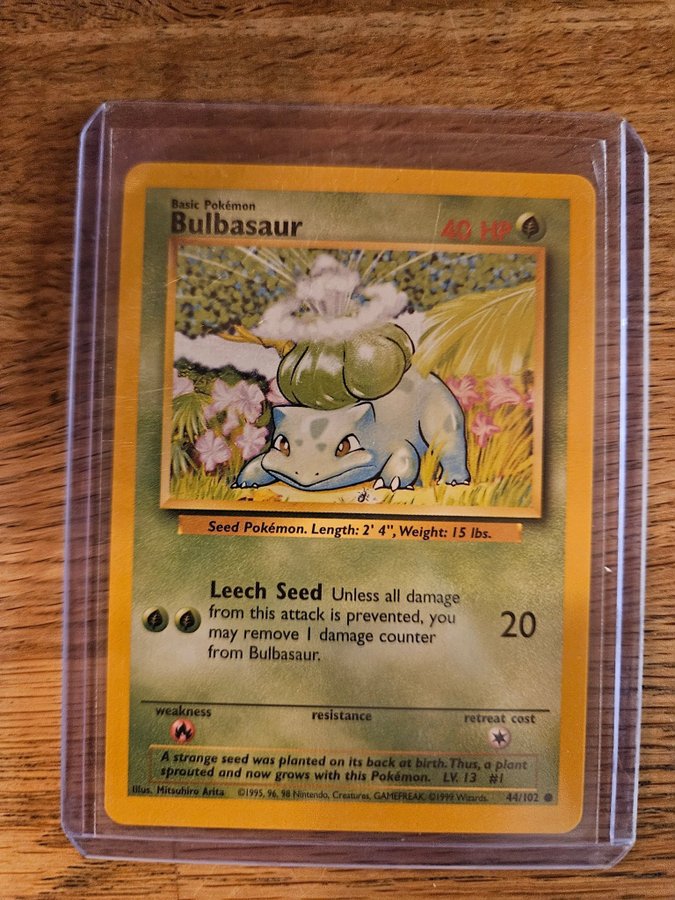 Basic Pokémon
Bulbasaur
40 HP
Seed Pokémon. Length: 2' 4", Weight: 15 lbs.
Leech Seed Unless all damage
from this attack is prevented, you
may remove 1 damage counter
from Bulbasaur.
20
weakness
resistance
retreat cost
A strange seed was planted on its back at birth. Thus, a plant
sprouted and now grows with this Pokémon. LV. 13 #1
Illus. Mitsuhiro Arita ©1995, 96, 98 Nintendo, Creatures, GAMEFREAK. ©1999 Wizards. 44/102